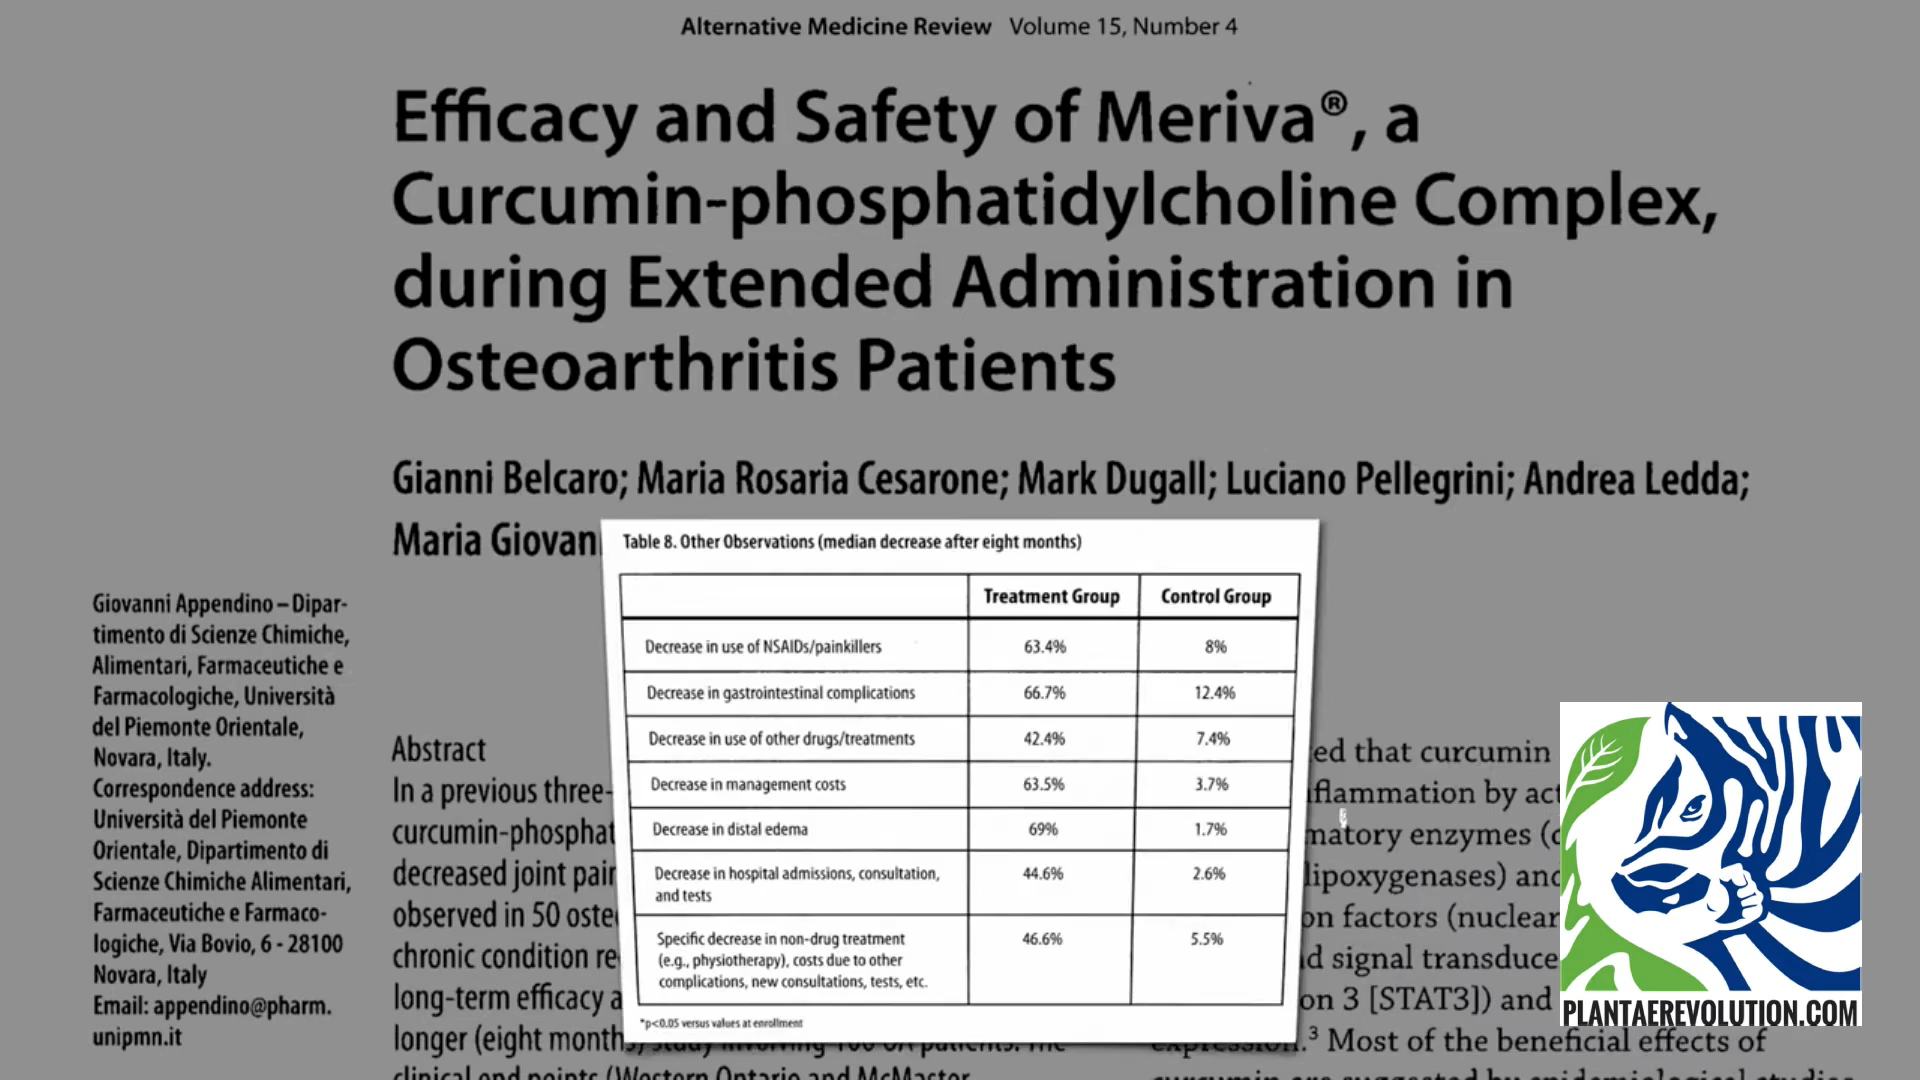 Alternative Medicine Review Volume 15, Number 4
Efficacy and Safety of Meriva®, a
Curcumin-phosphatidylcholine Complex,
during Extended Administration in
Osteoarthritis Patients
Gianni Belcaro; Maria Rosaria Cesarone; Mark Dugall; Luciano Pellegrini; Andrea Ledda;
Maria Giovan
Giovanni Appendino – Dipar-
timento di Scienze Chimiche,
Alimentari, Farmaceutiche e
Farmacologiche, Università
del Piemonte Orientale,
Novara, Italy.
Correspondence address:
Università del Piemonte
Orientale, Dipartimento di
Scienze Chimiche Alimentari,
Farmaceutiche e Farmaco-
logiche, Via Bovio, 6 - 28100
Novara, Italy
Email: appendino@pharm.
unipmn.it
Abstract
In a previous three-
curcumin-phosphat
decreased joint pain
observed in 50 oste
chronic condition re
long-term efficacy a
longer (eight month
Table 8. Other Observations (median decrease after eight months)
Treatment Group Control Group
Decrease in use of NSAIDs/painkillers 63.4% 8%
Decrease in gastrointestinal complications 66.7% 12.4%
Decrease in use of other drugs/treatments 42.4% 7.4%
Decrease in management costs 63.5% 3.7%
Decrease in distal edema 69% 1.7%
Decrease in hospital admissions, consultation, 44.6% 2.6%
and tests
Specific decrease in non-drug treatment 46.6% 5.5%
(e.g., physiotherapy), costs due to other
complications, new consultations, tests, etc.
*p<0.05 versus values at enrollment
ed that curcumin
flammation by act
matory enzymes (c
lipoxygenases) and
on factors (nuclear
d signal transduce
on 3 [STAT3]) and
expression.³ Most of the beneficial effects of
PLANTAEREVOLUTION.COM